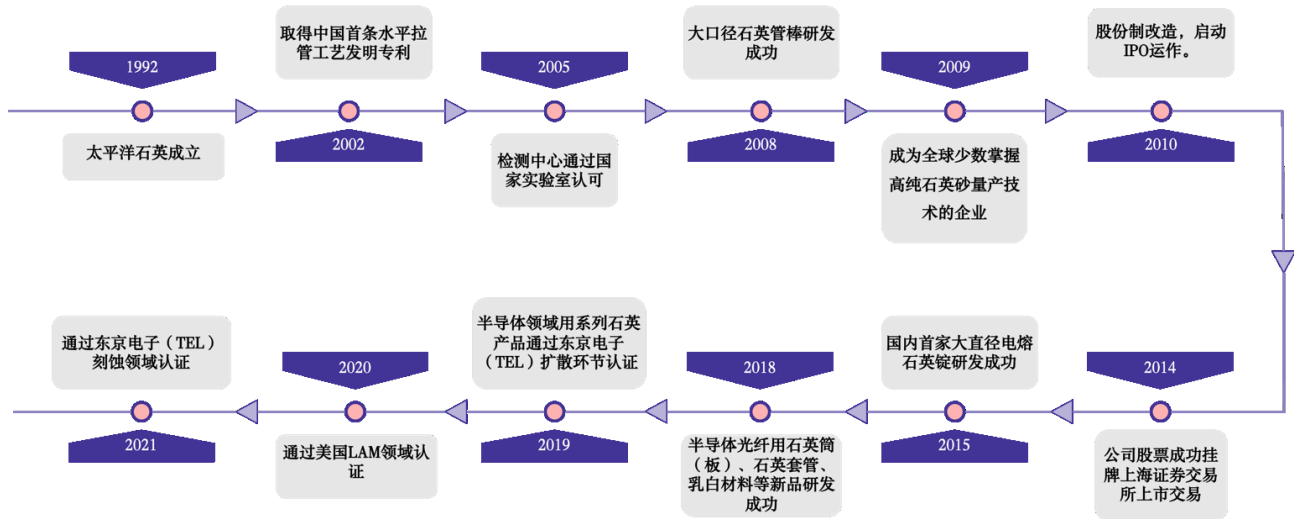 1992
太平洋石英成立
取得中国首条水平拉
管工艺发明专利
2002
2005
检测中心通过国
家实验室认可
大口径石英管棒研发
成功
2008
2009
成为全球少数掌握
高纯石英砂量产技
术的企业
股份制改造，启动
IPO运作。
2010
2014
公司股票成功挂
牌上海证券交易
所上市交易
国内首家大直径电熔
石英锭研发成功
2015
2018
半导体光纤用石英筒
（板）、石英套管、
乳白材料等新品研发
成功
半导体领域用系列石英
产品通过东京电子
（TEL）扩散环节认证
2019
2020
通过美国LAM领域认
证
通过东京电子（TEL）
刻蚀领域认证
2021